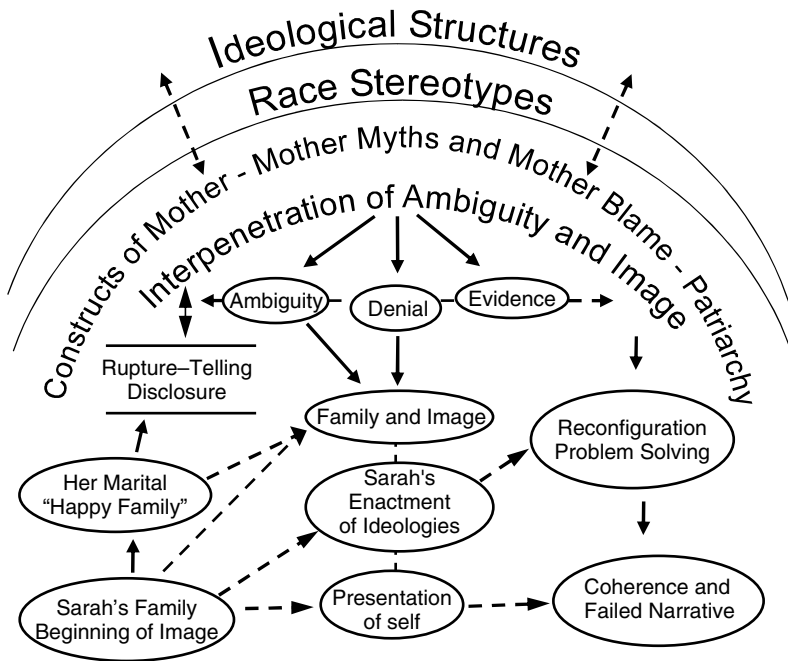 Ideological Structures
Race Stereotypes
Constructs of Mother - Mother Myths and Mother Blame - Patriarchy
Interpenetration of Ambiguity and Image
Ambiguity
Denial
Evidence
Rupture–Telling
Disclosure
Family and Image
Reconfiguration
Problem Solving
Her Marital
“Happy Family”
Sarah's
Enactment
of Ideologies
Sarah’s Family
Beginning of Image
Presentation
of self
Coherence and
Failed Narrative